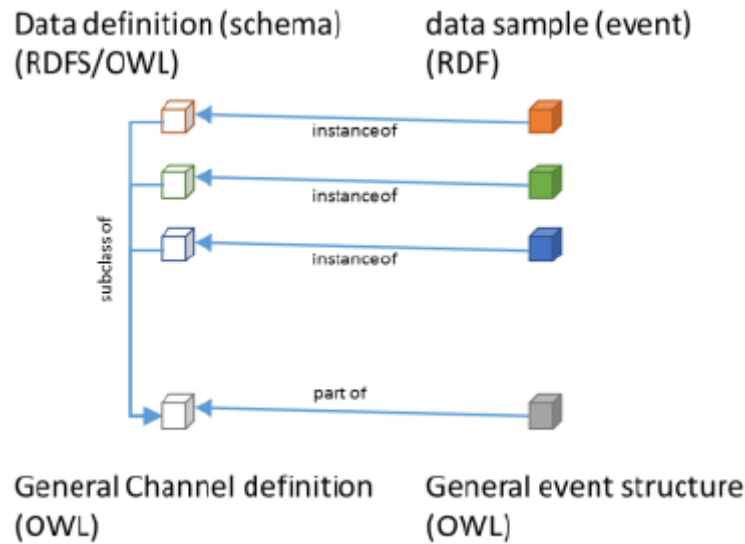 Data definition (schema)
(RDFS/OWL)
data sample (event)
(RDF)
instanceof
instanceof
instanceof
subclass of
part of
General Channel definition
(OWL)
General event structure
(OWL)